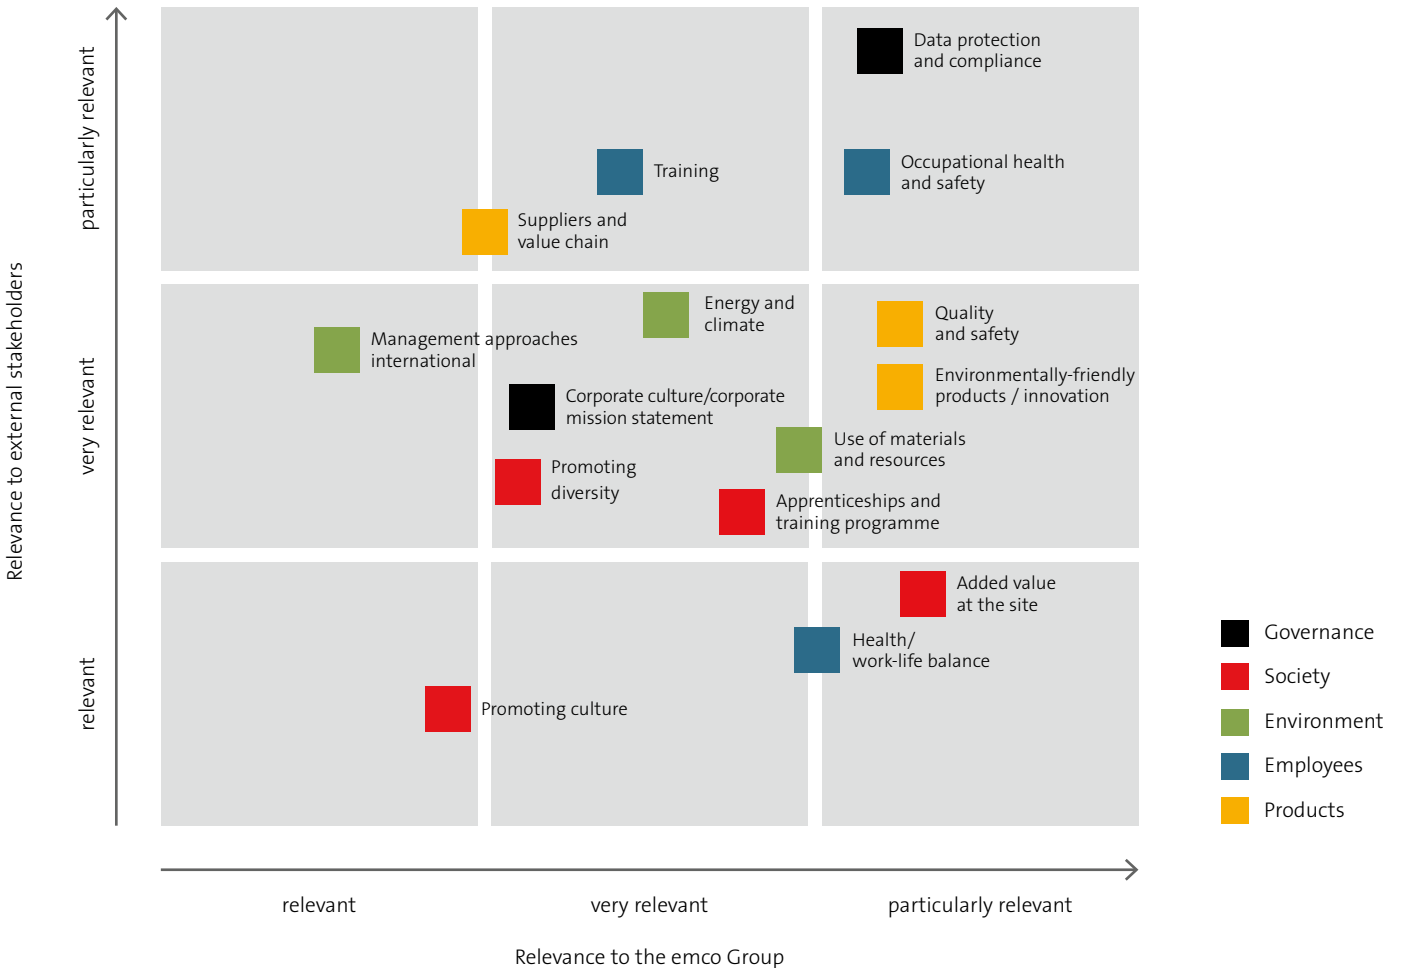 Relevance to external stakeholders
particularly relevant
very relevant
relevant
Data protection
and compliance
Training
Occupational health
and safety
Suppliers and
value chain
Energy and
climate
Quality
and safety
Management approaches
international
Environmentally-friendly
products / innovation
Corporate culture/corporate
mission statement
Use of materials
and resources
Promoting
diversity
Apprenticeships and
training programme
Added value
at the site
Health/
work-life balance
Promoting culture
Governance
Society
Environment
Employees
Products
relevant
very relevant
particularly relevant
Relevance to the emco Group